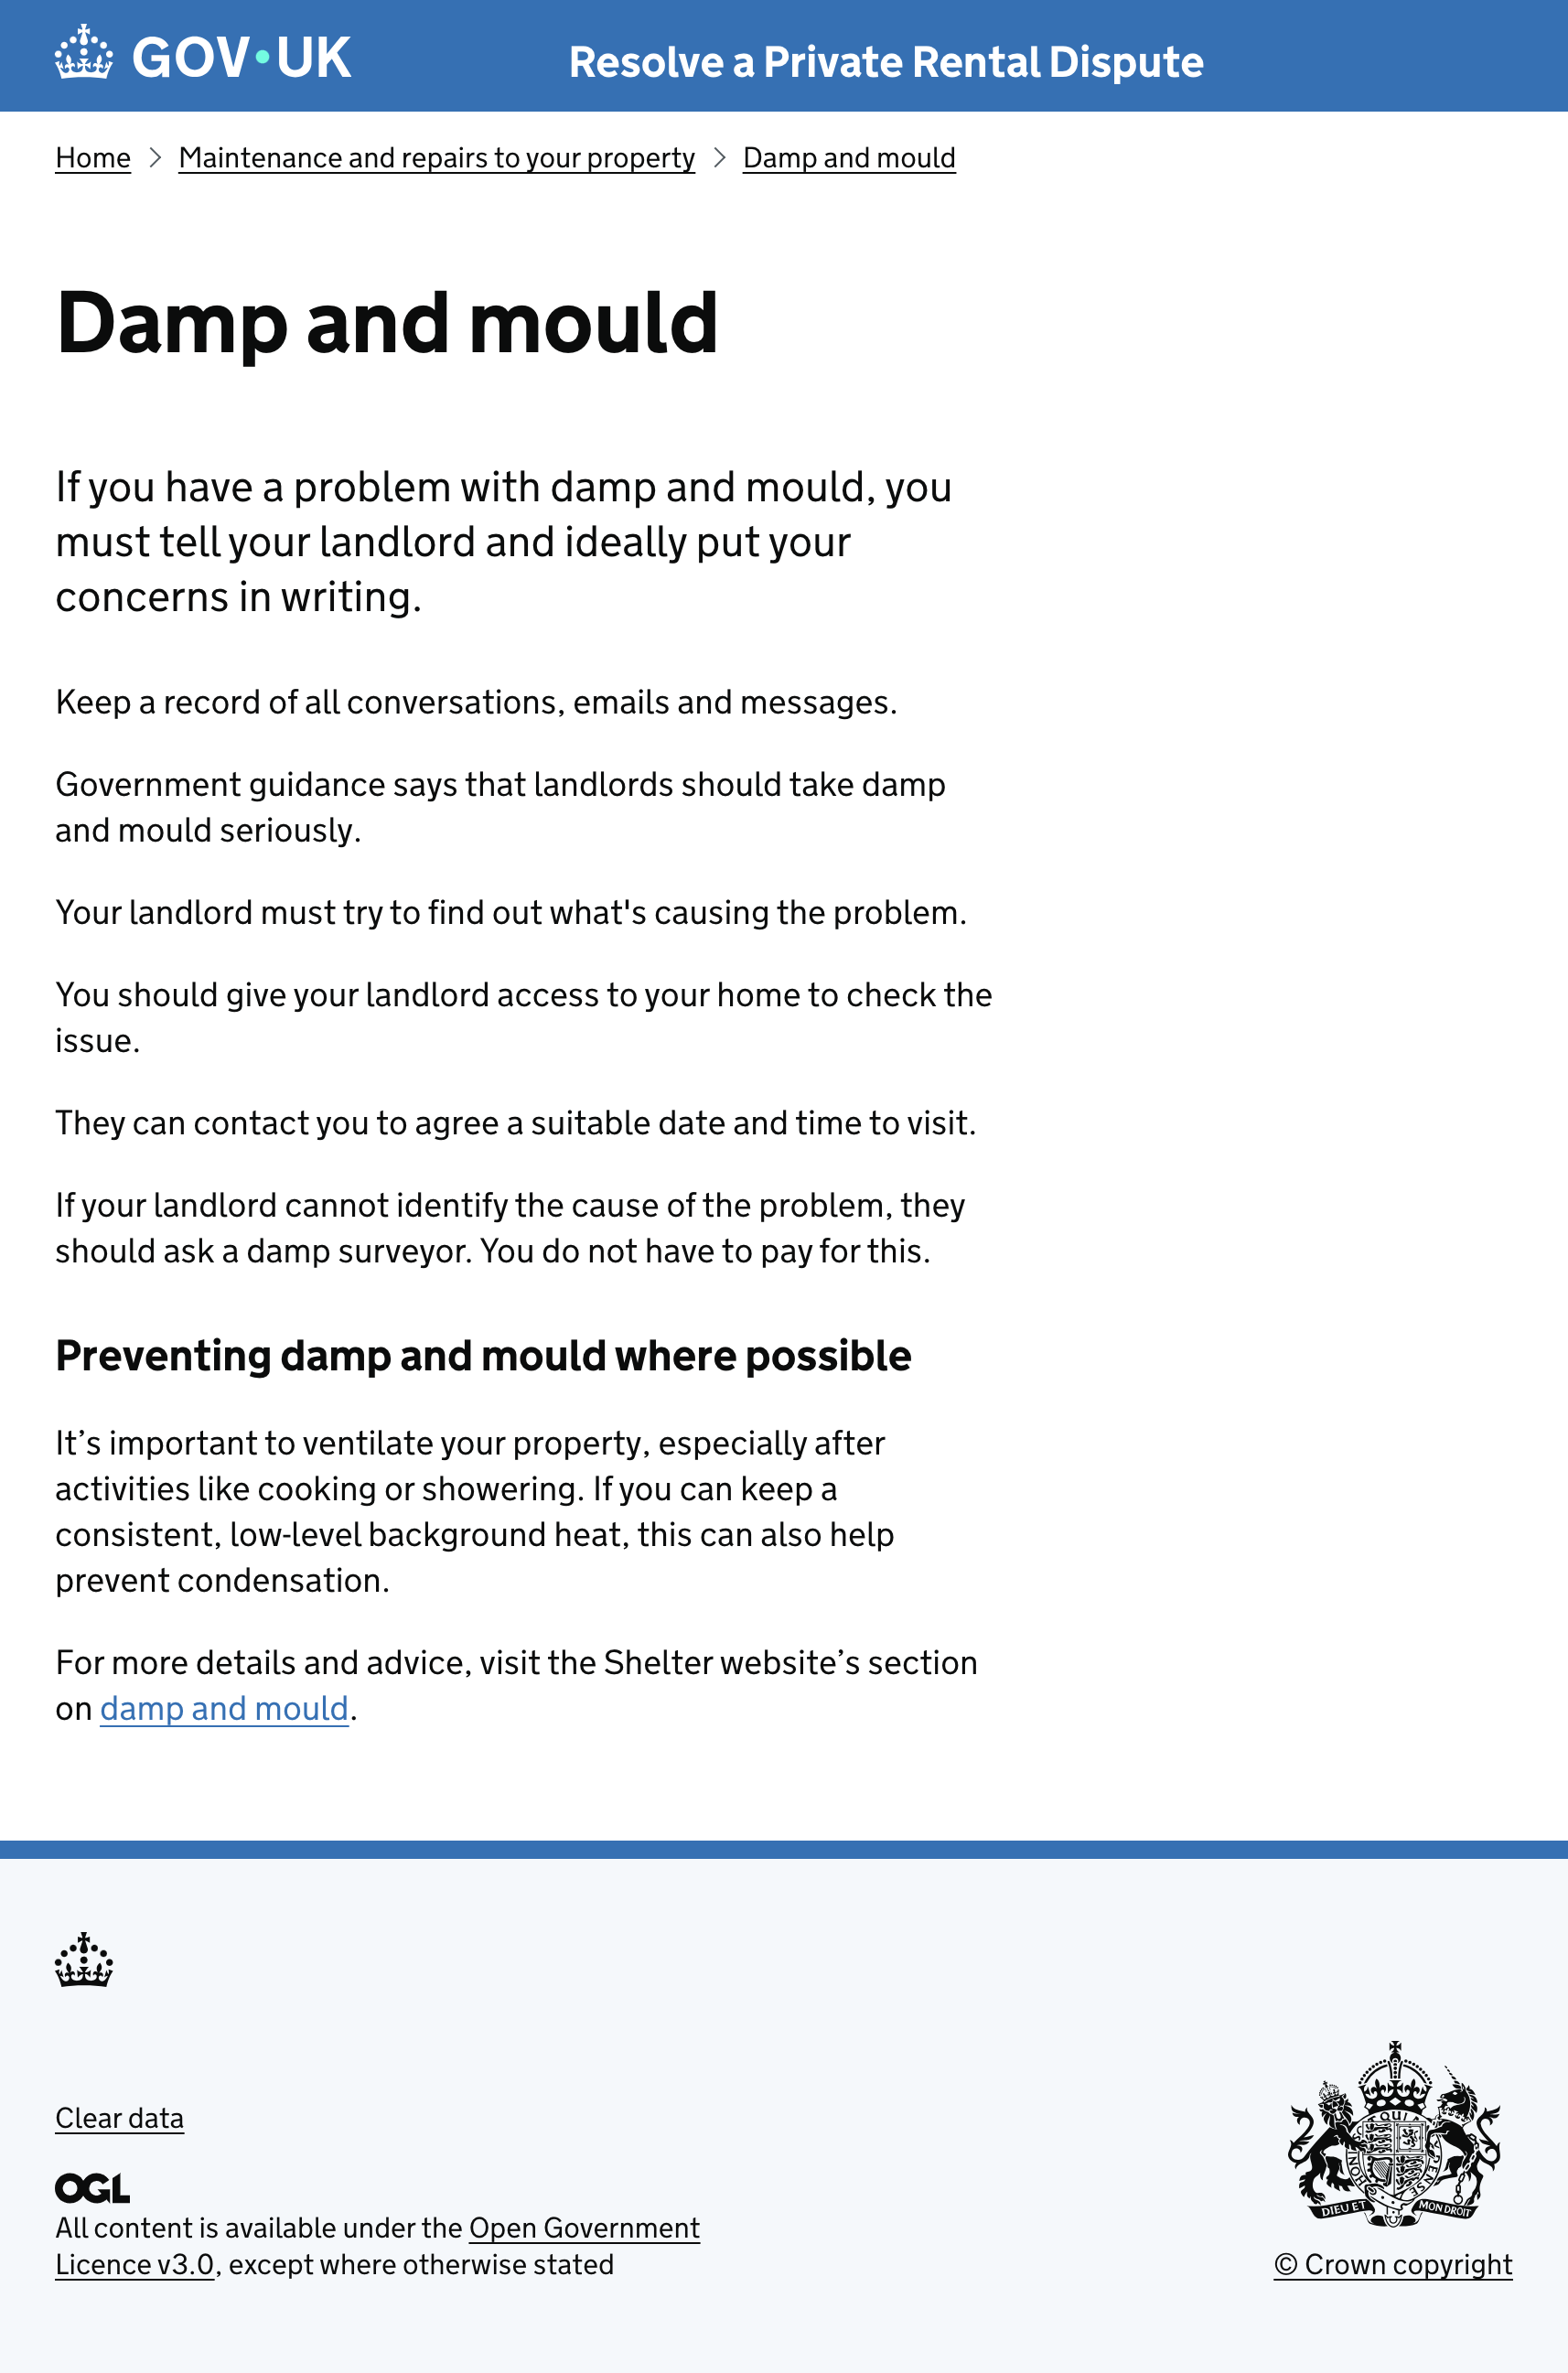 GOV·UK
Resolve a Private Rental Dispute
Home
Maintenance and repairs to your property
Damp and mould
Damp and mould
If you have a problem with damp and mould, you
must tell your landlord and ideally put your
concerns in writing.
Keep a record of all conversations, emails and messages.
Government guidance says that landlords should take damp
and mould seriously.
Your landlord must try to find out what's causing the problem.
You should give your landlord access to your home to check the
issue.
They can contact you to agree a suitable date and time to visit.
If your landlord cannot identify the cause of the problem, they
should ask a damp surveyor. You do not have to pay for this.
Preventing damp and mould where possible
It’s important to ventilate your property, especially after
activities like cooking or showering. If you can keep a
consistent, low-level background heat, this can also help
prevent condensation.
For more details and advice, visit the Shelter website’s section
on damp and mould.
Clear data
OGL
All content is available under the Open Government
Licence v3.0, except where otherwise stated
DIEU ET MON DROIT
© Crown copyright